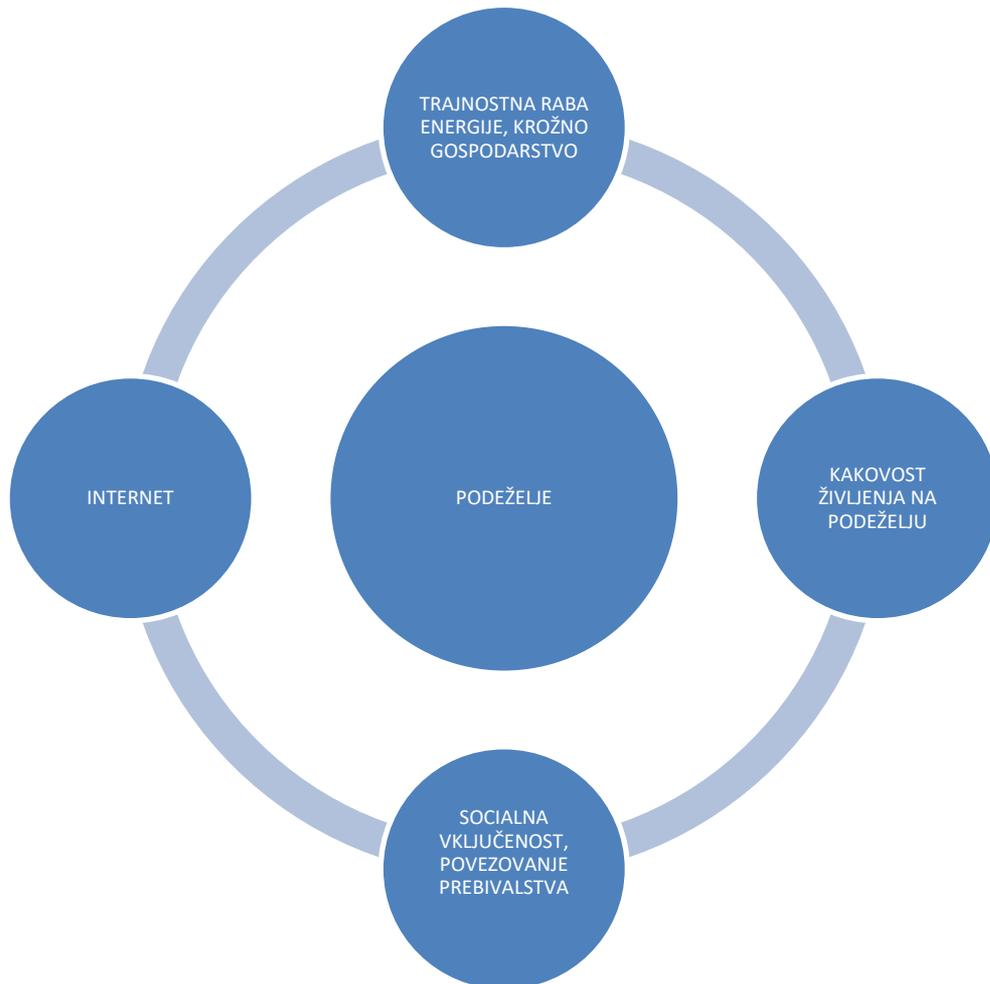 TRAJNOSTNA RABA
ENERGIJE, KROŽNO
GOSPODARSTVO
INTERNET
PODEŽELJE
KAKOVOST
ŽIVLJENJA NA
PODEŽELJU
SOCIALNA
VKLJUČENOST,
POVEZOVANJE
PREBIVALSTVA